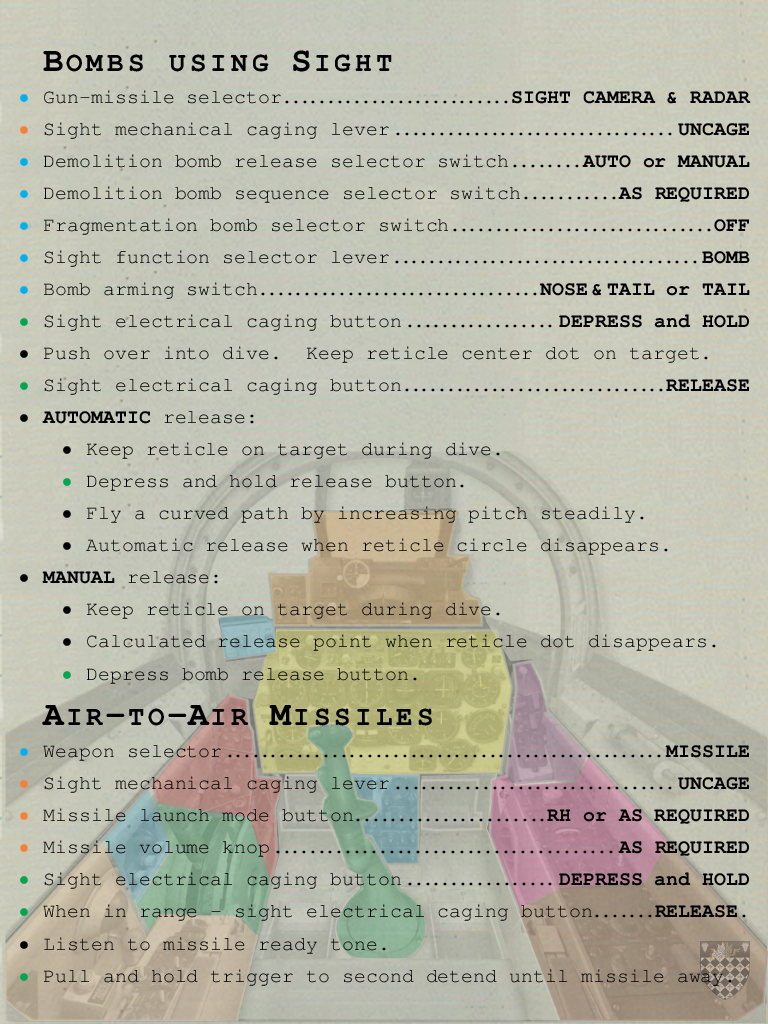 BOMBS USING SIGHT
• Gun-missile selector..........................SIGHT CAMERA & RADAR
• Sight mechanical caging lever................................UNCAGE
• Demolition bomb release selector switch........AUTO or MANUAL
• Demolition bomb sequence selector switch...........AS REQUIRED
• Fragmentation bomb selector switch..............................OFF
• Sight function selector lever...................................BOMB
• Bomb arming switch................................NOSE & TAIL or TAIL
• Sight electrical caging button.................DEPRESS and HOLD
• Push over into dive. Keep reticle center dot on target.
• Sight electrical caging button..............................RELEASE
• AUTOMATIC release:
• Keep reticle on target during dive.
• Depress and hold release button.
• Fly a curved path by increasing pitch steadily.
• Automatic release when reticle circle disappears.
• MANUAL release:
• Keep reticle on target during dive.
• Calculated release point when reticle dot disappears.
• Depress bomb release button.
AIR-TO-AIR MISSILES
• Weapon selector..................................................MISSILE
• Sight mechanical caging lever................................UNCAGE
• Missile launch mode button......................RH or AS REQUIRED
• Missile volume knop.......................................AS REQUIRED
• Sight electrical caging button.................DEPRESS and HOLD
• When in range - sight electrical caging button.......RELEASE.
• Listen to missile ready tone.
• Pull and hold trigger to second detend until missile away.